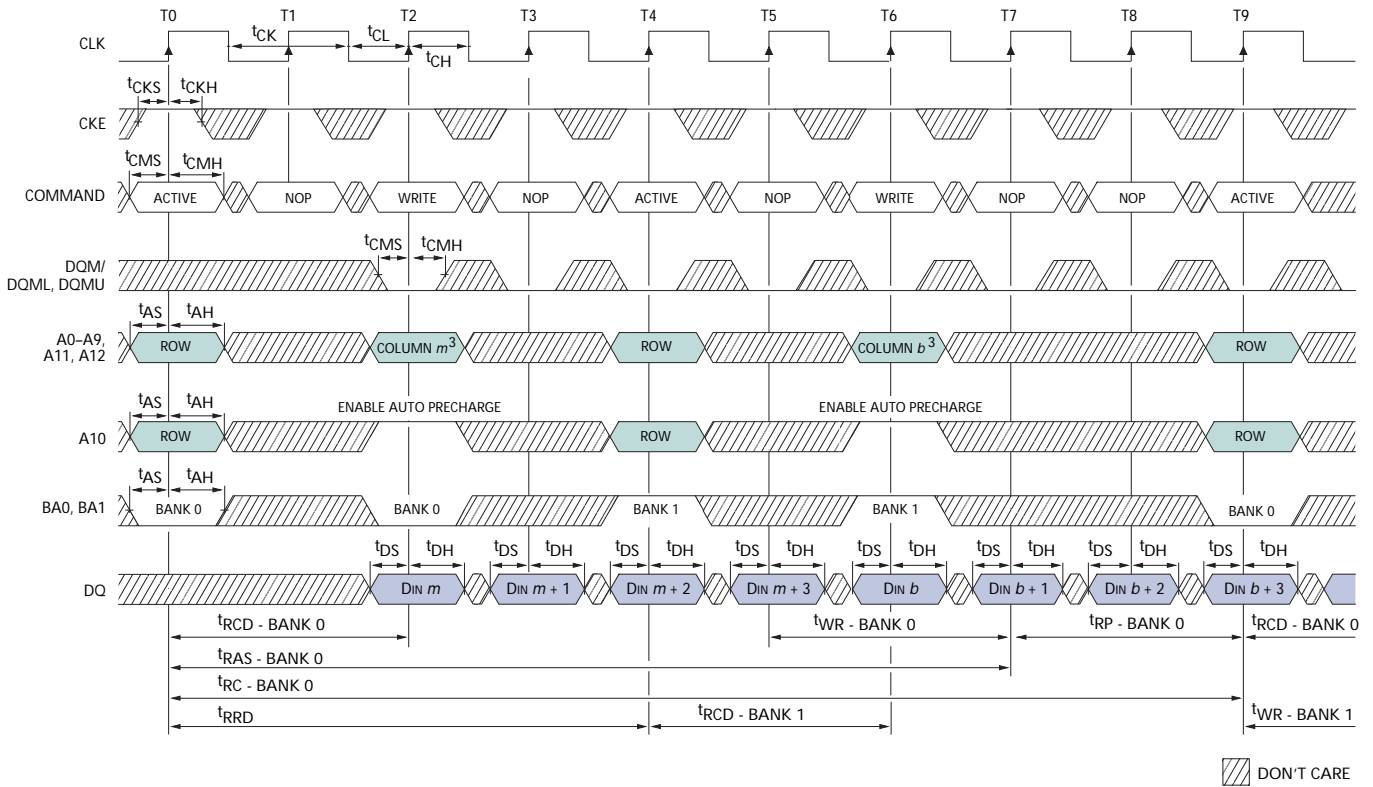 T0 T1 T2 T3 T4 T5 T6 T7 T8 T9
CLK
tCK tCL
tCH
tCKS tCKH
CKE
tCMS tCMH
COMMAND ACTIVE NOP WRITE NOP ACTIVE NOP WRITE NOP NOP ACTIVE
tCMS tCMH
DQM/
DQML, DQMU
tAS tAH
A0–A9,
A11, A12
ROW COLUMN m3 ROW COLUMN b3 ROW
tAS tAH
ENABLE AUTO PRECHARGE ENABLE AUTO PRECHARGE
A10 ROW ROW ROW
tAS tAH
BA0, BA1 BANK 0 BANK 0 BANK 1 BANK 1 BANK 0
tDS tDH tDS tDH tDS tDH tDS tDH tDS tDH tDS tDH tDS tDH tDS tDH
DQ DIN m DIN m + 1 DIN m + 2 DIN m + 3 DIN b DIN b + 1 DIN b + 2 DIN b + 3
tRCD - BANK 0 tWR - BANK 0 tRP - BANK 0 tRCD - BANK 0
tRAS - BANK 0
tRC - BANK 0
tRRD tRCD - BANK 1 tWR - BANK 1
DON'T CARE